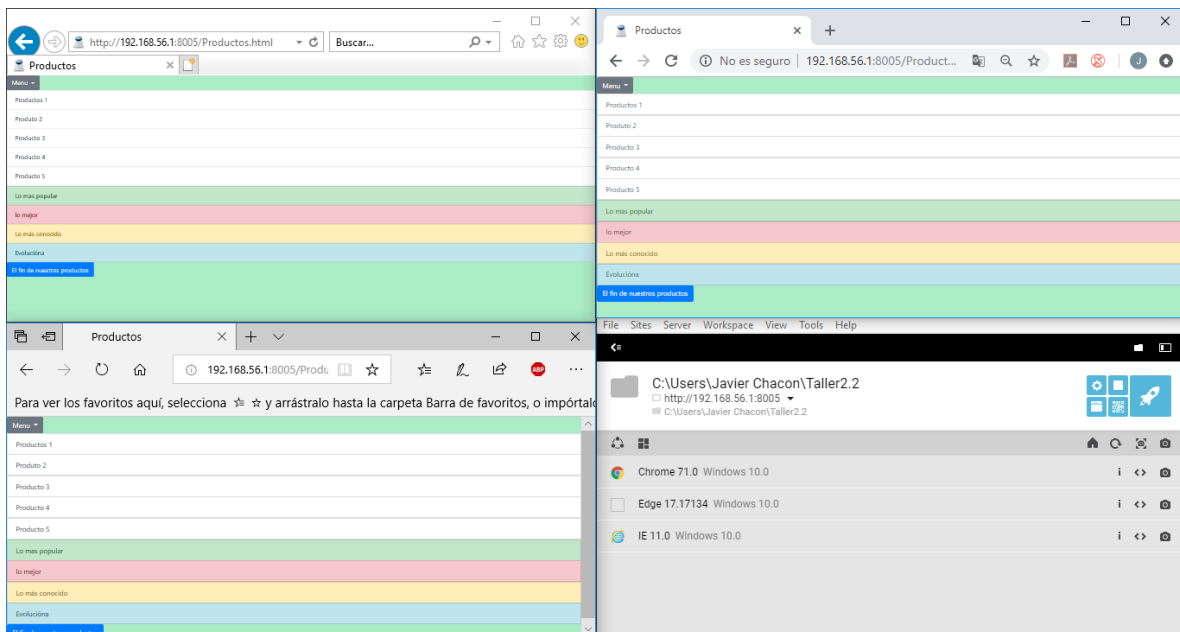 http://192.168.56.1:8005/Productos.html
Buscar...
Productos
Menu
Productos 1
Produto 2
Producto 3
Producto 4
Producto 5
Lo mas popular
lo mejor
Lo más conocido
Evolucióna
El fin de nuestros productos
Productos
No es seguro | 192.168.56.1:8005/Product...
J
Menu
Productos 1
Produto 2
Producto 3
Producto 4
Producto 5
Lo mas popular
lo mejor
Lo más conocido
Evolucióna
El fin de nuestros productos
Productos
192.168.56.1:8005/Produ
ABP
Para ver los favoritos aquí, selecciona y arrástralo hasta la carpeta Barra de favoritos, o impórtalo
Menu
Productos 1
Produto 2
Producto 3
Producto 4
Producto 5
Lo mas popular
lo mejor
Lo más conocido
Evolucióna
File Sites Server Workspace View Tools Help
C:\Users\Javier Chacon\Taller2.2
http://192.168.56.1:8005
C:\Users\Javier Chacon\Taller2.2
Chrome 71.0 Windows 10.0
Edge 17.17134 Windows 10.0
IE 11.0 Windows 10.0